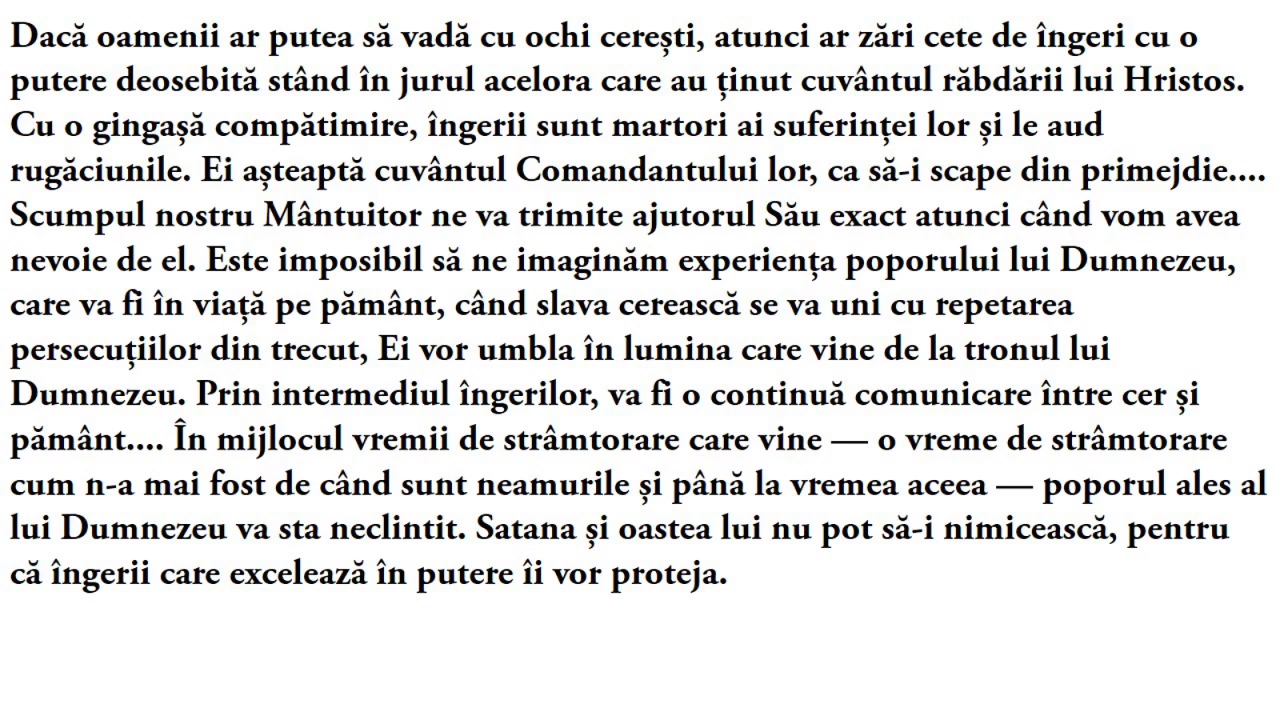 Dacă oamenii ar putea să vadă cu ochi cerești, atunci ar zări cete de îngeri cu o
putere deosebită stând în jurul acelora care au ținut cuvântul răbdării lui Hristos.
Cu o gingașă compătimire, îngerii sunt martori ai suferinței lor și le aud
rugăciunile. Ei așteaptă cuvântul Comandantului lor, ca să-i scape din primejdie....
Scumpul nostru Mântuitor ne va trimite ajutorul Său exact atunci când vom avea
nevoie de el. Este imposibil să ne imaginăm experiența poporului lui Dumnezeu,
care va fi în viață pe pământ, când slava cerească se va uni cu repetarea
persecuțiilor din trecut, Ei vor umbla în lumina care vine de la tronul lui
Dumnezeu. Prin intermediul îngerilor, va fi o continuă comunicare între cer și
pământ.... În mijlocul vremii de strâmtorare care vine — o vreme de strâmtorare
cum n-a mai fost de când sunt neamurile și până la vremea aceea — poporul ales al
lui Dumnezeu va sta neclintit. Satana și oastea lui nu pot să-i nimicească, pentru
că îngerii care excelează în putere îi vor proteja.